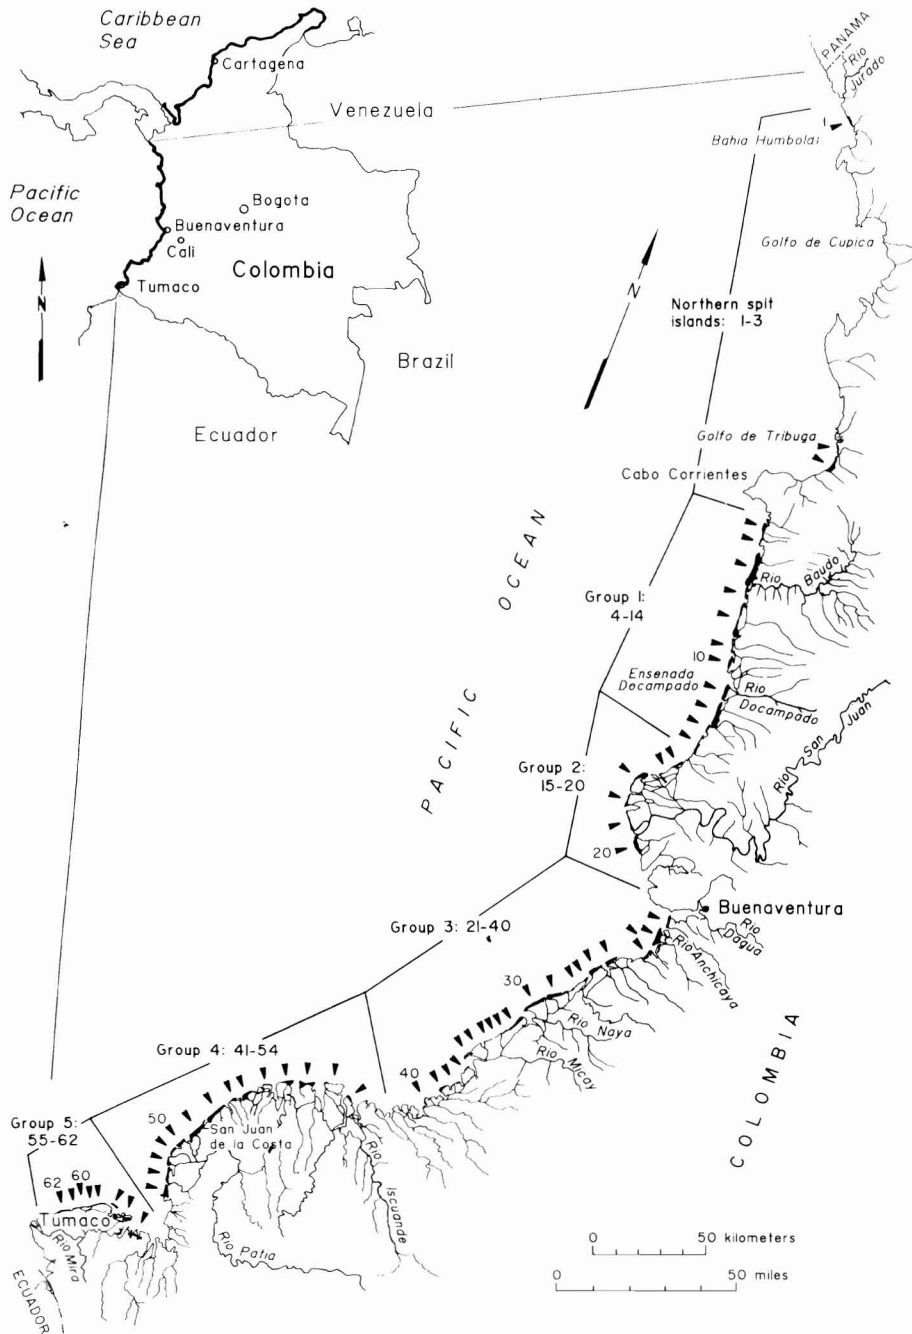 Caribbean
Sea
Cartagena
Venezuela
Pacific
Ocean
Bogota
Buenaventura
Cali
Colombia
Tumaco
N
Brazil
Ecuador
PANAMA
Rio
Jurado
1
Bahia Humboldt
Golfo de Cupica
N
Northern spit
islands: 1-3
Golfo de Tribuga
Cabo Corrientes
PACIFIC OCEAN
Group 1:
4-14
Rio Baudo
10
Ensenada
Docampado
Rio
Docampado
Rio San Juan
Group 2:
15-20
20
Buenaventura
Rio
Dagua
Rio Anchicaya
Group 3: 21-40
30
Rio Naya
Rio Micay
40
COLOMBIA
Group 4: 41-54
50
San Juan
de la Costa
Rio Iscuande
Rio Patia
Group 5:
55-62
62 60
Tumaco
Rio Mira
ECUADOR
0 50 kilometers
0 50 miles